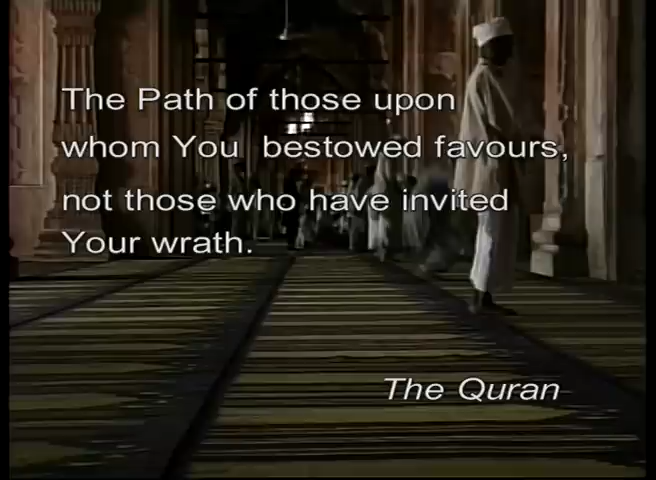 The Path of those upon
whom You bestowed favours,
not those who have invited
Your wrath.
The Quran